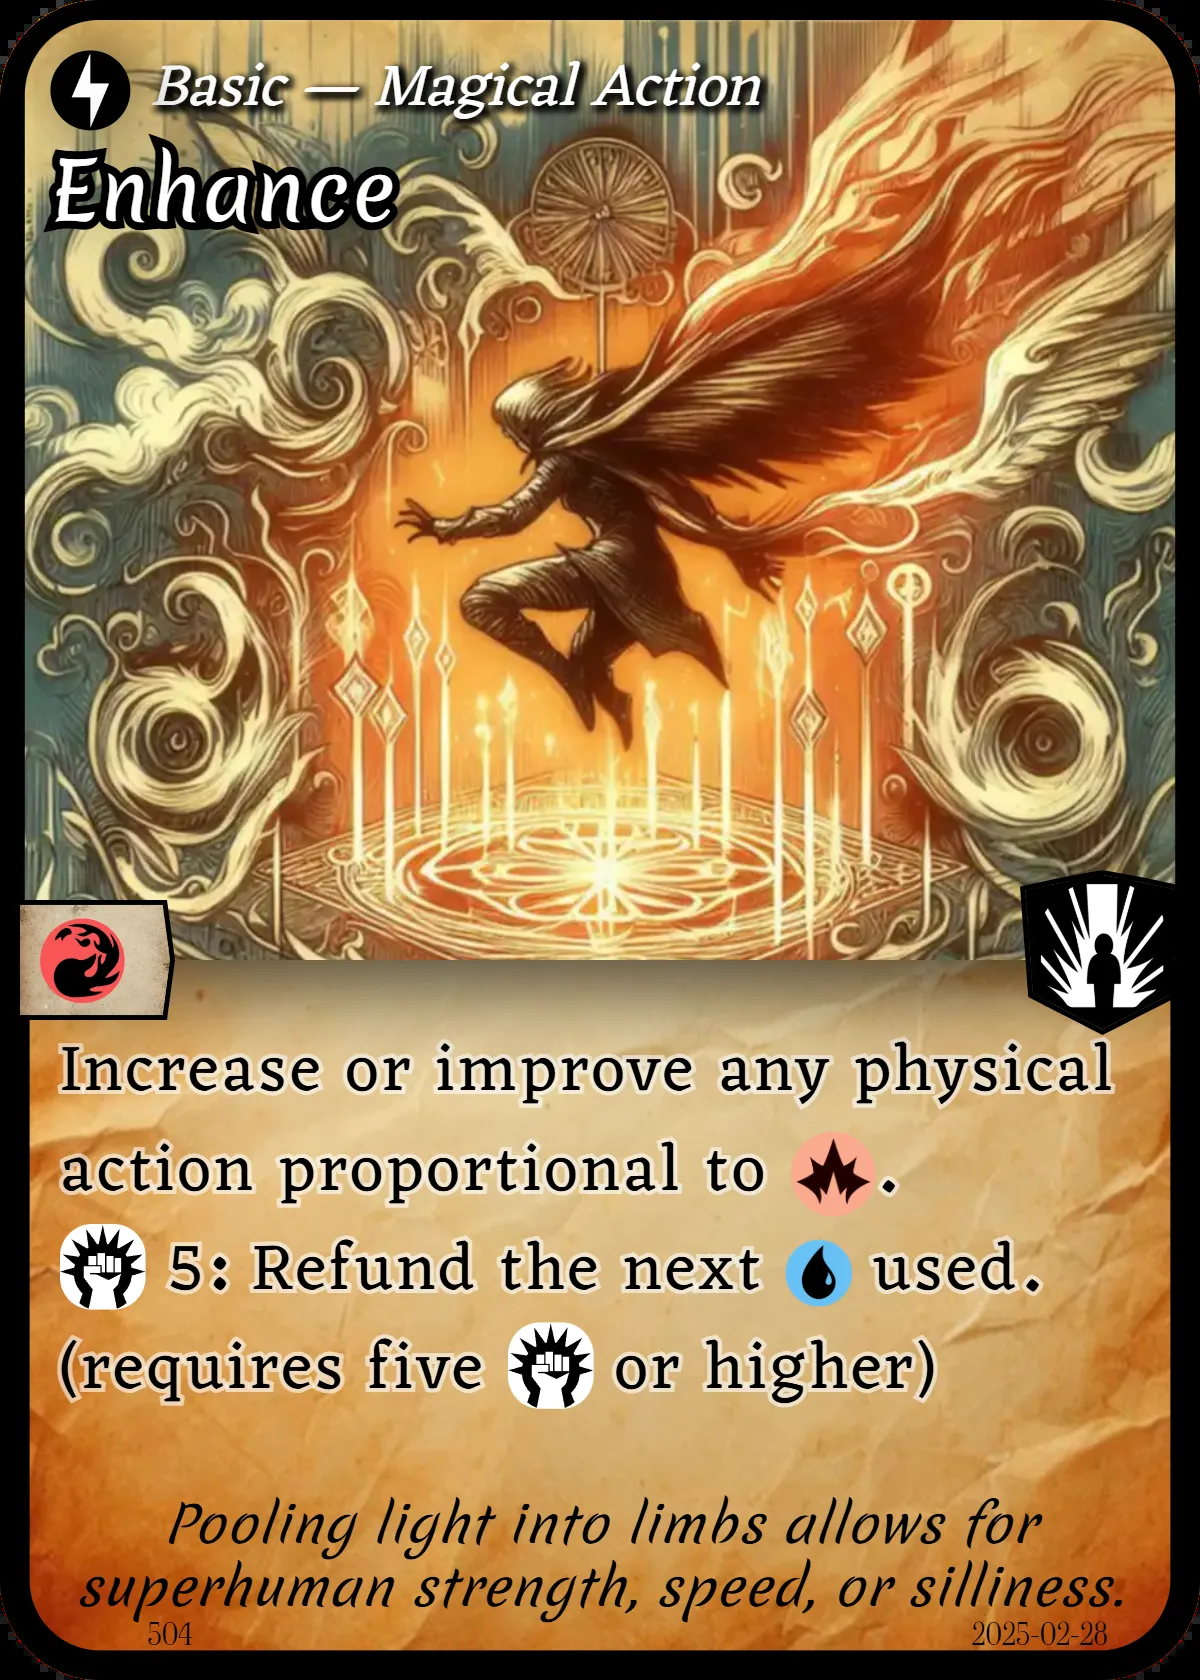 Basic — Magical Action
Enhance
Increase or improve any physical
action proportional to .
5: Refund the next used.
(requires five or higher)
Pooling light into limbs allows for
superhuman strength, speed, or silliness.
504
2025-02-28